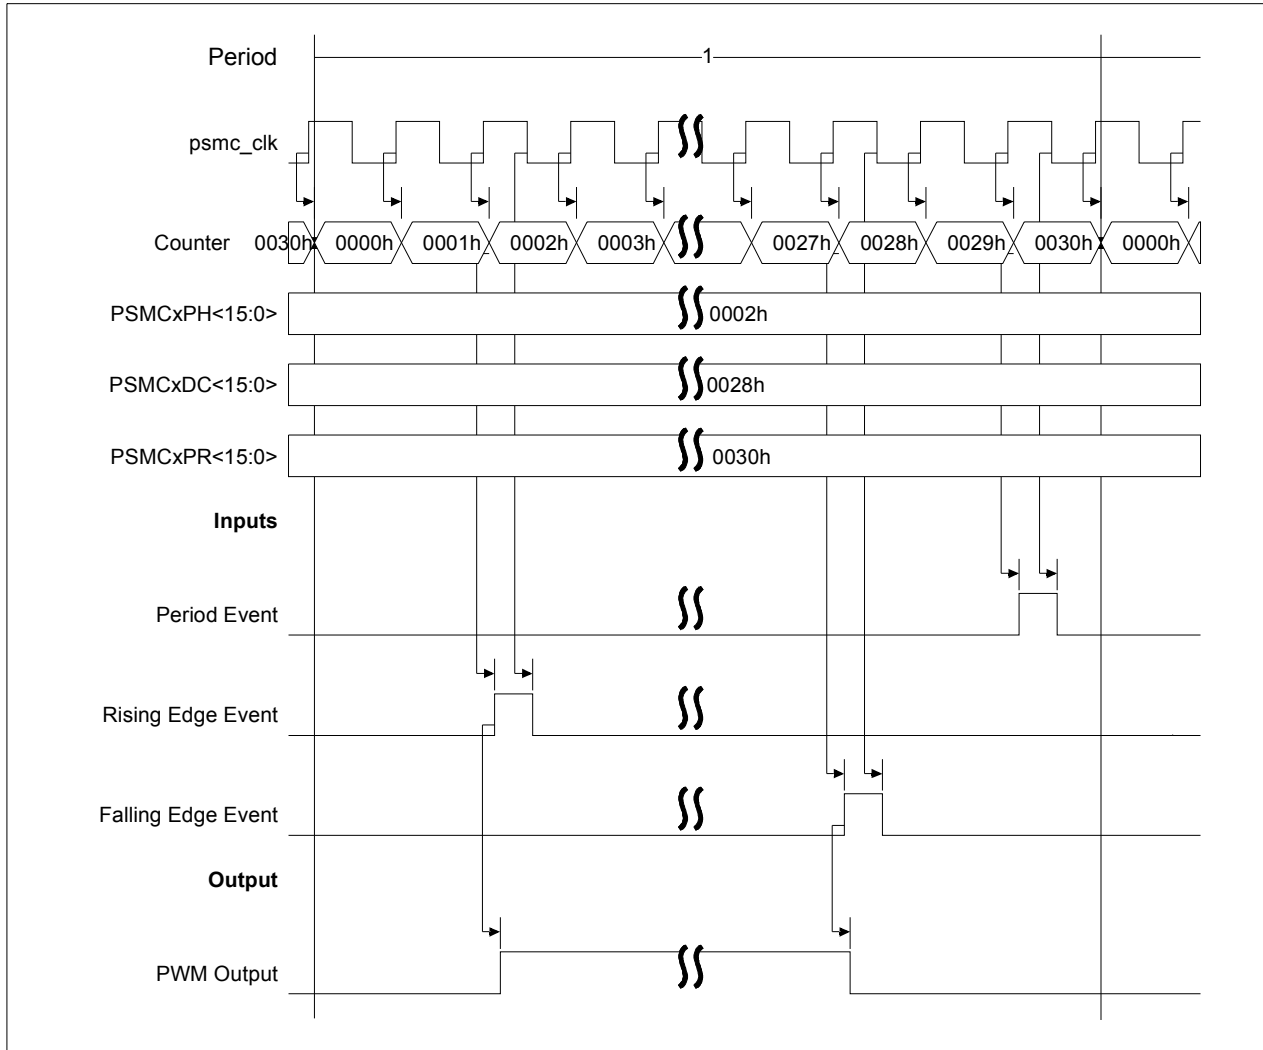 Period 1
psmc_clk
Counter 0030h 0000h 0001h 0002h 0003h 0027h 0028h 0029h 0030h 0000h
PSMCxPH<15:0> 0002h
PSMCxDC<15:0> 0028h
PSMCxPR<15:0> 0030h
Inputs
Period Event
Rising Edge Event
Falling Edge Event
Output
PWM Output